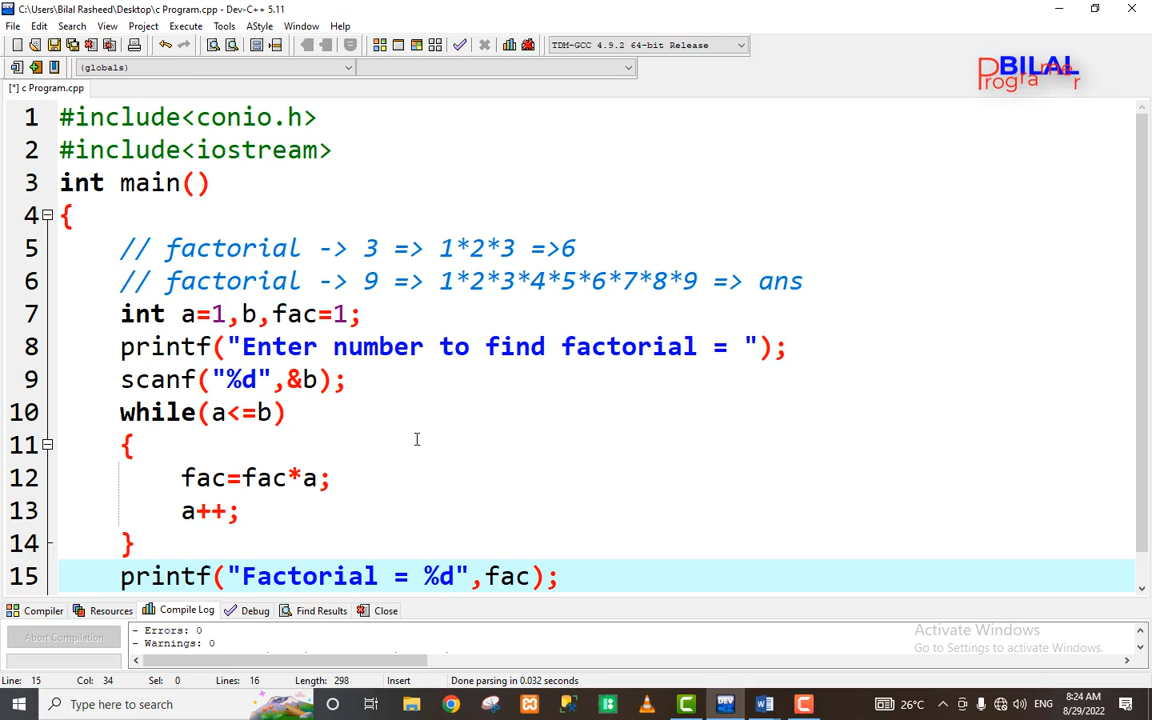 C:\Users\Bilal Rasheed\Desktop\c Program.cpp - Dev-C++ 5.11
File Edit Search View Project Execute Tools AStyle Window Help
TDM-GCC 4.9.2 64-bit Release
(globals)
BILAL
Programer
[*] c Program.cpp
1 #include<conio.h>
2 #include<iostream>
3 int main()
4 {
5 // factorial -> 3 => 1*2*3 =>6
6 // factorial -> 9 => 1*2*3*4*5*6*7*8*9 => ans
7 int a=1,b,fac=1;
8 printf("Enter number to find factorial = ");
9 scanf("%d",&b);
10 while(a<=b)
11 {
12 fac=fac*a;
13 a++;
14 }
15 printf("Factorial = %d",fac);
Compiler Resources Compile Log Debug Find Results Close
Abort Compilation
- Errors: 0
- Warnings: 0
Activate Windows
Go to Settings to activate Windows.
Line: 15 Col: 34 Sel: 0 Lines: 16 Length: 298 Insert Done parsing in 0.032 seconds
Type here to search
DEV
26°C
ENG
8:24 AM
8/29/2022